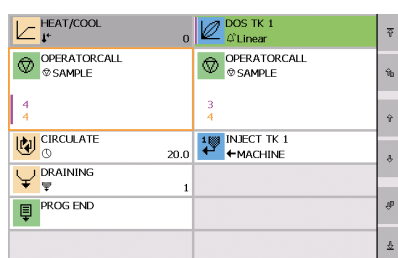 HEAT/COOL
0
DOS TK 1
Linear
OPERATORCALL
SAMPLE
4
4
OPERATORCALL
SAMPLE
3
4
CIRCULATE
20.0
1
INJECT TK 1
MACHINE
DRAINING
1
PROG END